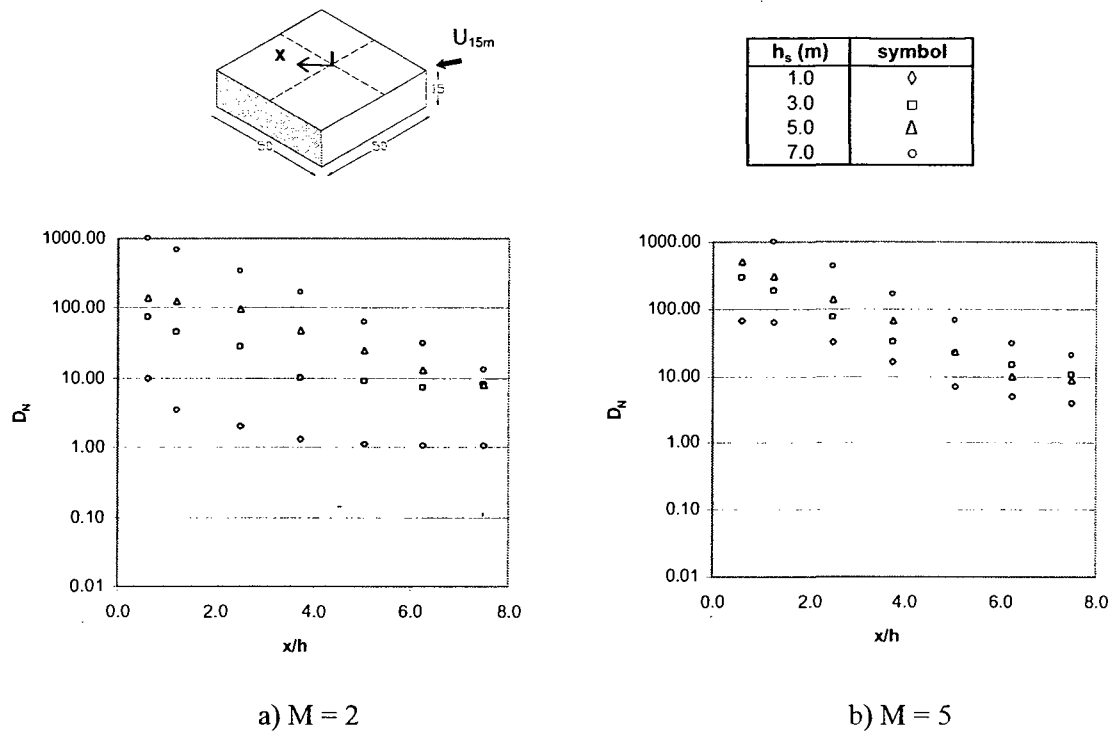 X
U15m
15
50
50
hs (m) symbol
1.0 ◊
3.0 □
5.0 Δ
7.0 ○
1000.00
100.00
10.00
1.00
0.10
0.01
DN
0.0 2.0 4.0 6.0 8.0
x/h
a) M = 2
1000.00
100.00
10.00
1.00
0.10
0.01
DN
0.0 2.0 4.0 6.0 8.0
x/h
b) M = 5